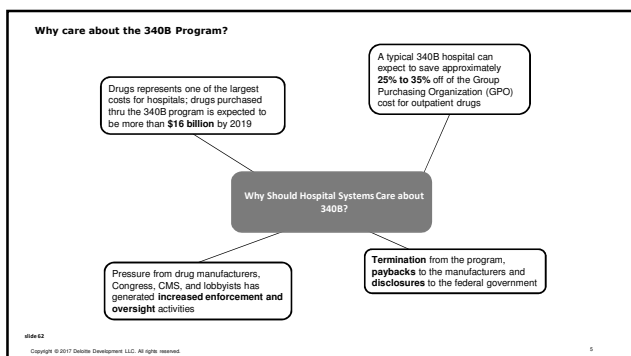 Why care about the 340B Program?
Drugs represents one of the largest
costs for hospitals; drugs purchased
thru the 340B program is expected to
be more than $16 billion by 2019
A typical 340B hospital can
expect to save approximately
25% to 35% off of the Group
Purchasing Organization (GPO)
cost for outpatient drugs
Why Should Hospital Systems Care about
340B?
Pressure from drug manufacturers,
Congress, CMS, and lobbyists has
generated increased enforcement and
oversight activities
Termination from the program,
paybacks to the manufacturers and
disclosures to the federal government
slide 62
Copyright © 2017 Deloitte Development LLC. All rights reserved.
5